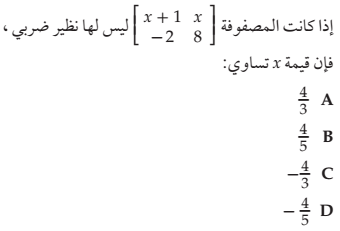 إذا كانت المصفوفة [x + 1 x -2 8] ليس لها نظير ضربي ،
فإن قيمة x تساوي:
A 4/3
B 4/5
C -4/3
D -4/5